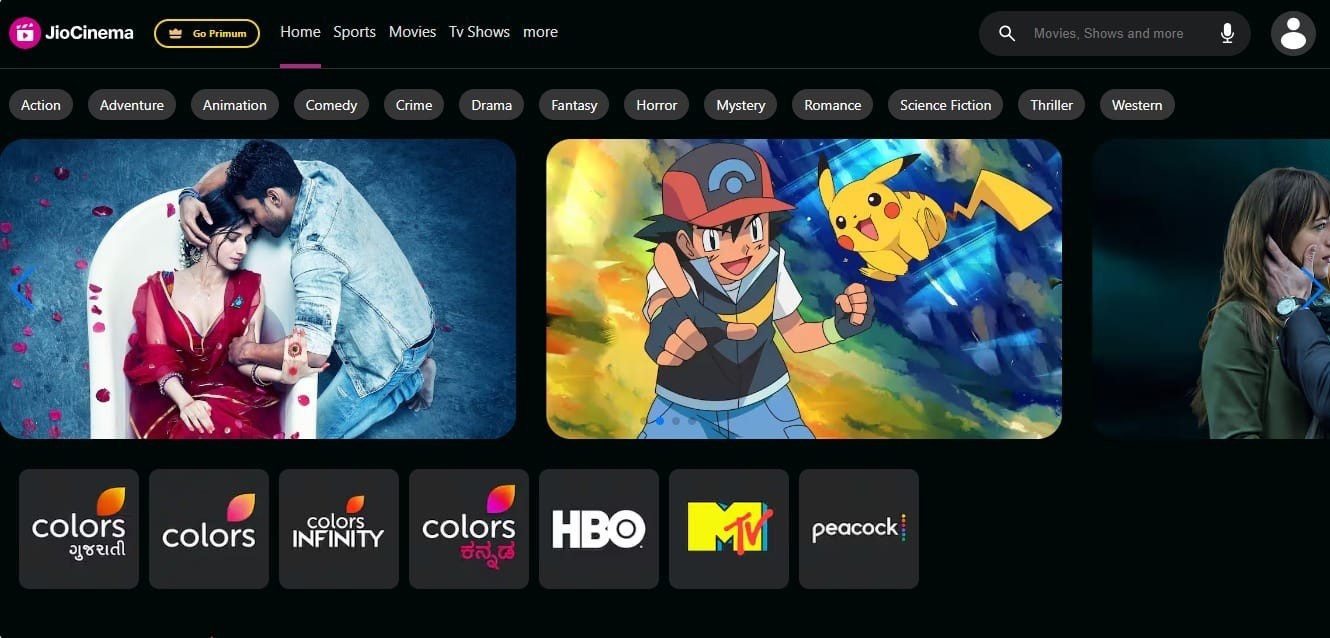 JioCinema
Go Primum
Home Sports Movies Tv Shows more
Movies, Shows and more
Action Adventure Animation Comedy Crime Drama Fantasy Horror Mystery Romance Science Fiction Thriller Western
colors
ગુજરાતી
colors
colors
INFINITY
colors
ಕನ್ನಡ
HBO
MTV
peacock